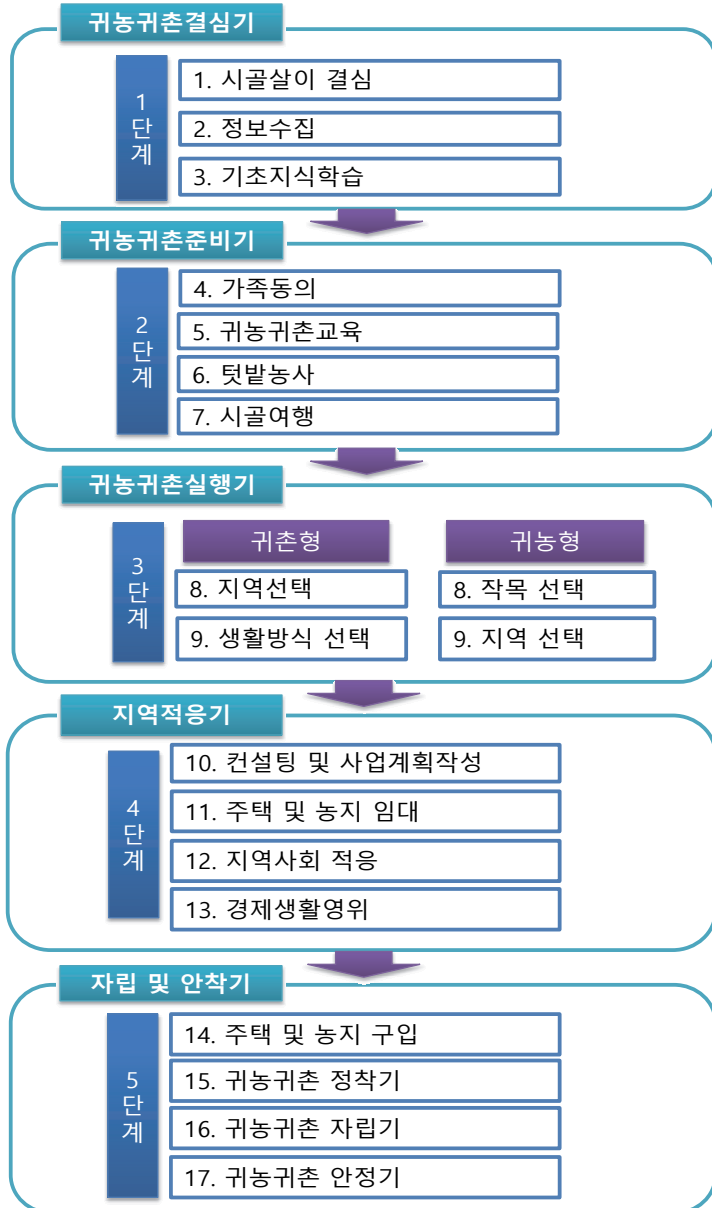 귀농귀촌결심기
1단계
1. 시골살이 결심
2. 정보수집
3. 기초지식학습
귀농귀촌준비기
2단계
4. 가족동의
5. 귀농귀촌교육
6. 텃밭농사
7. 시골여행
귀농귀촌실행기
3단계
귀촌형
8. 지역선택
9. 생활방식 선택
귀농형
8. 작목 선택
9. 지역 선택
지역적응기
4단계
10. 컨설팅 및 사업계획작성
11. 주택 및 농지 임대
12. 지역사회 적응
13. 경제생활영위
자립 및 안착기
5단계
14. 주택 및 농지 구입
15. 귀농귀촌 정착기
16. 귀농귀촌 자립기
17. 귀농귀촌 안정기